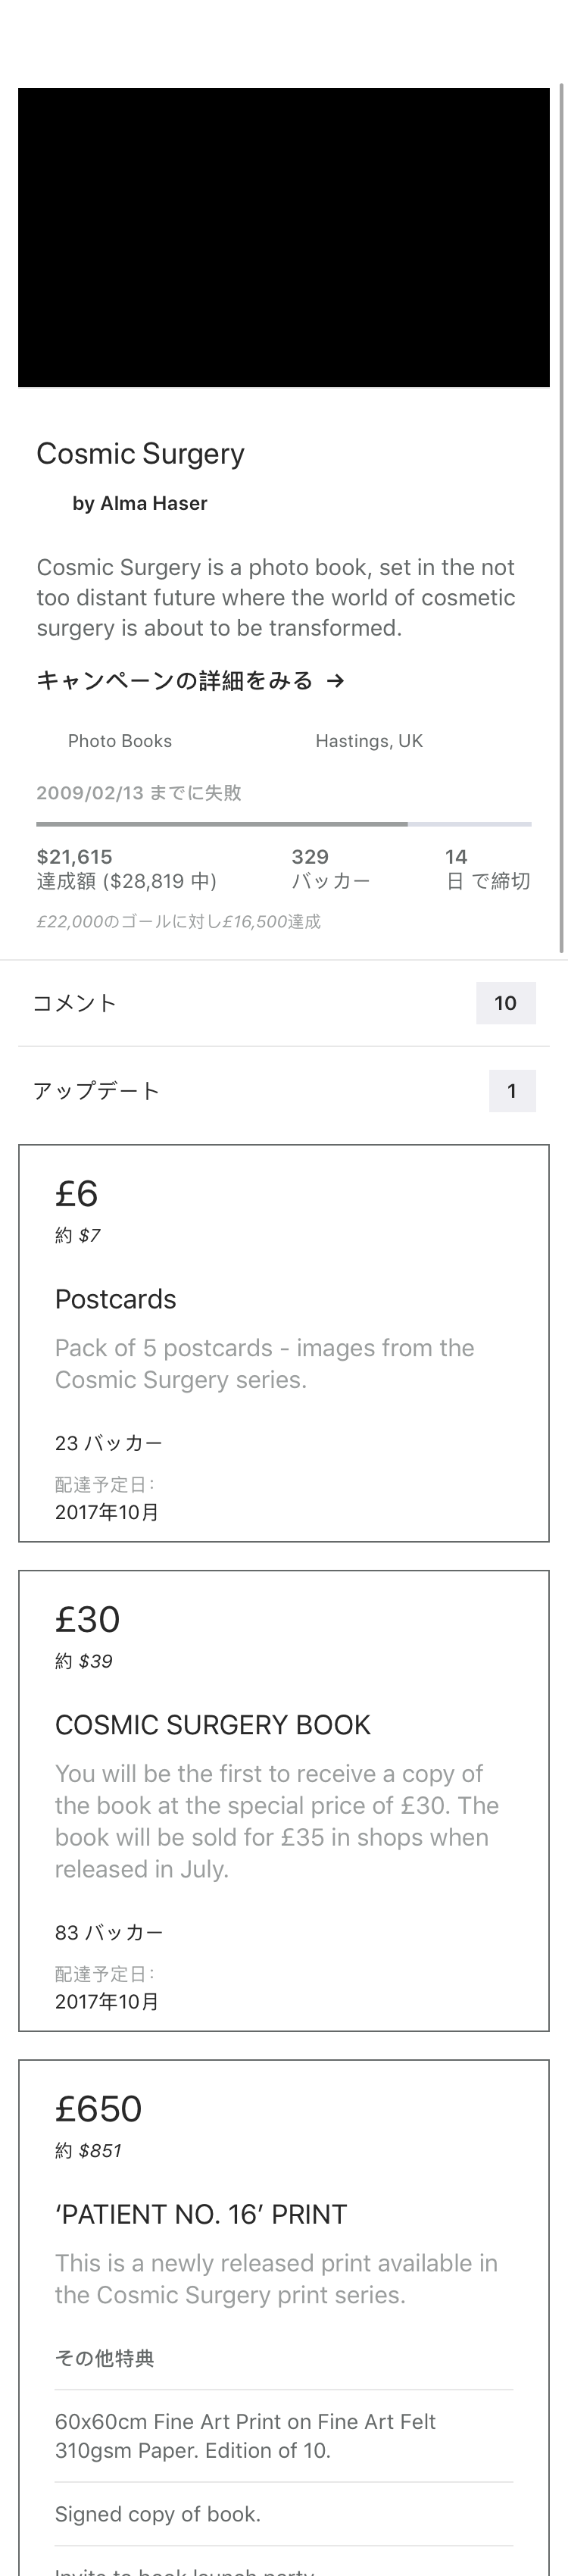 Cosmic Surgery
by Alma Haser
Cosmic Surgery is a photo book, set in the not
too distant future where the world of cosmetic
surgery is about to be transformed.
キャンペーンの詳細をみる →
Photo Books
Hastings, UK
2009/02/13 までに失敗
$21,615
達成額 ($28,819 中)
329
バッカー
14
日 で締切
£22,000のゴールに対し£16,500達成
コメント
10
アップデート
1
£6
約 $7
Postcards
Pack of 5 postcards - images from the
Cosmic Surgery series.
23 バッカー
配達予定日:
2017年10月
£30
約 $39
COSMIC SURGERY BOOK
You will be the first to receive a copy of
the book at the special price of £30. The
book will be sold for £35 in shops when
released in July.
83 バッカー
配達予定日:
2017年10月
£650
約 $851
‘PATIENT NO. 16’ PRINT
This is a newly released print available in
the Cosmic Surgery print series.
その他特典
60x60cm Fine Art Print on Fine Art Felt
310gsm Paper. Edition of 10.
Signed copy of book.
Invite to book launch party